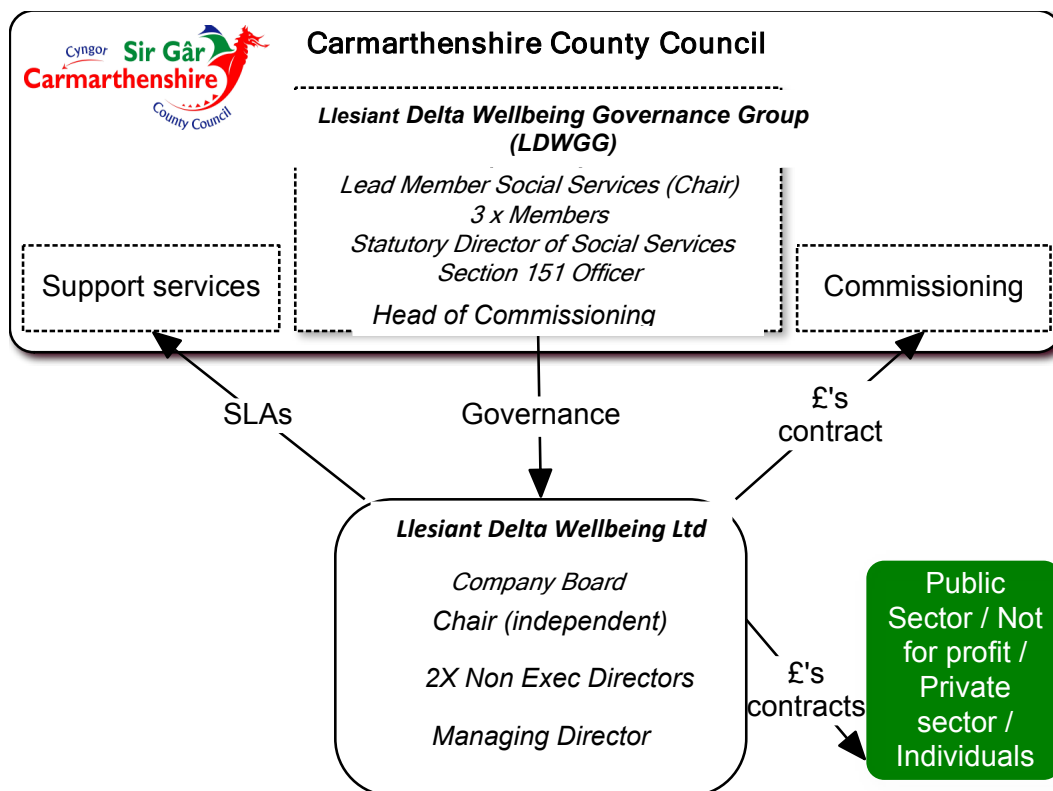 Cyngor Sir Gâr
Carmarthenshire
County Council
Carmarthenshire County Council
Llesiant Delta Wellbeing Governance Group
(LDWGG)
Lead Member Social Services (Chair)
3 x Members
Statutory Director of Social Services
Section 151 Officer
Head of Commissioning
Support services
Commissioning
SLAs
Governance
£'s
contract
Llesiant Delta Wellbeing Ltd
Company Board
Chair (independent)
2X Non Exec Directors
Managing Director
£'s
contracts
Public
Sector / Not
for profit /
Private
sector /
Individuals